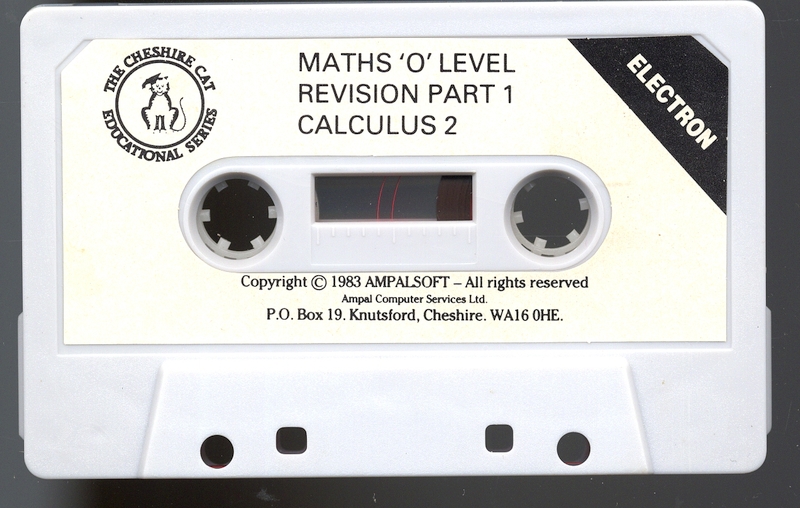 THE CHESHIRE CAT
EDUCATIONAL SERIES
MATHS 'O' LEVEL
REVISION PART 1
CALCULUS 2
ELECTRON
Copyright © 1983 AMPALSOFT – All rights reserved
Ampal Computer Services Ltd.
P.O. Box 19. Knutsford, Cheshire. WA16 0HE.